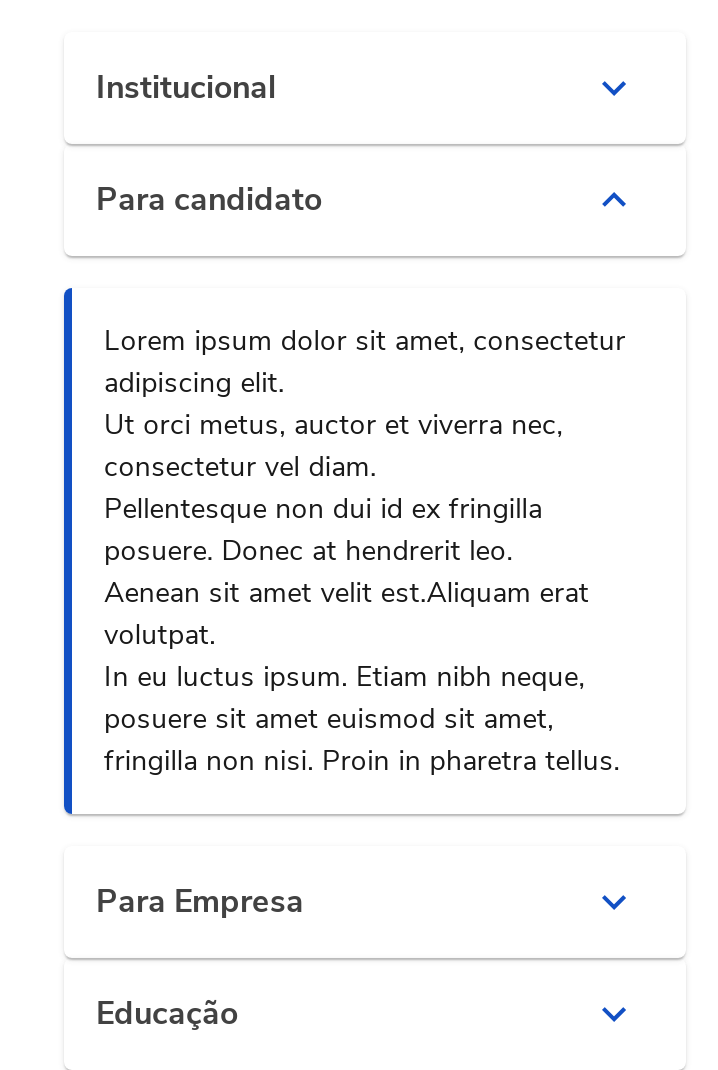 Institucional
Para candidato
Lorem ipsum dolor sit amet, consectetur
adipiscing elit.
Ut orci metus, auctor et viverra nec,
consectetur vel diam.
Pellentesque non dui id ex fringilla
posuere. Donec at hendrerit leo.
Aenean sit amet velit est.Aliquam erat
volutpat.
In eu luctus ipsum. Etiam nibh neque,
posuere sit amet euismod sit amet,
fringilla non nisi. Proin in pharetra tellus.
Para Empresa
Educação